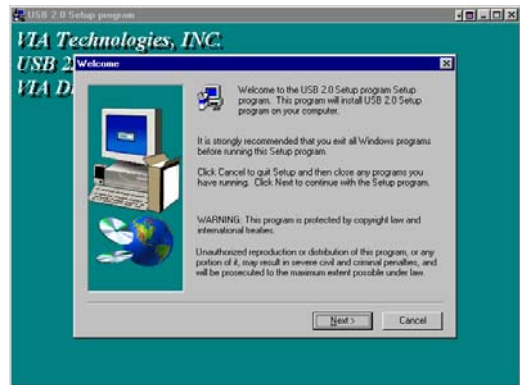 USB 2.0 Setup program
VIA Technologies, INC.
USB 2
VIA D
Welcome
Welcome to the USB 2.0 Setup program Setup
program. This program will install USB 2.0 Setup
program on your computer.
It is strongly recommended that you exit all Windows programs
before running this Setup program.
Click Cancel to quit Setup and then close any programs you
have running. Click Next to continue with the Setup program.
WARNING: This program is protected by copyright law and
international treaties.
Unauthorized reproduction or distribution of this program, or any
portion of it, may result in severe civil and criminal penalties, and
will be prosecuted to the maximum extent possible under law.
Next >
Cancel